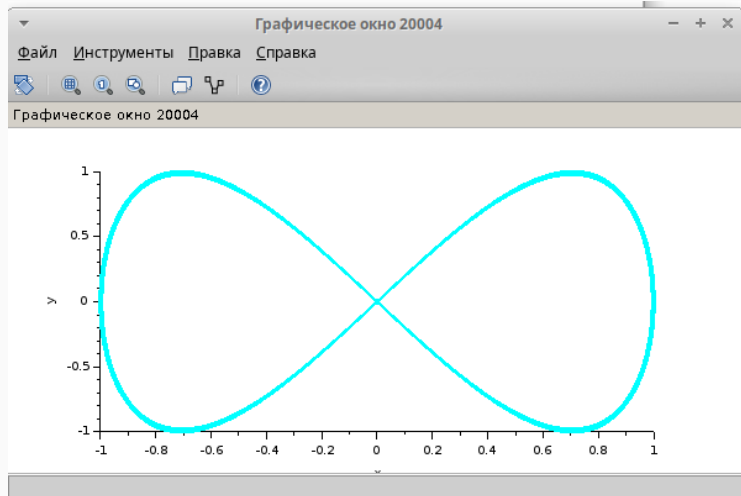 Графическое окно 20004
Файл Инструменты Правка Справка
Графическое окно 20004
1
0.5
y
0
-0.5
-1
-1 -0.8 -0.6 -0.4 -0.2 0 0.2 0.4 0.6 0.8 1